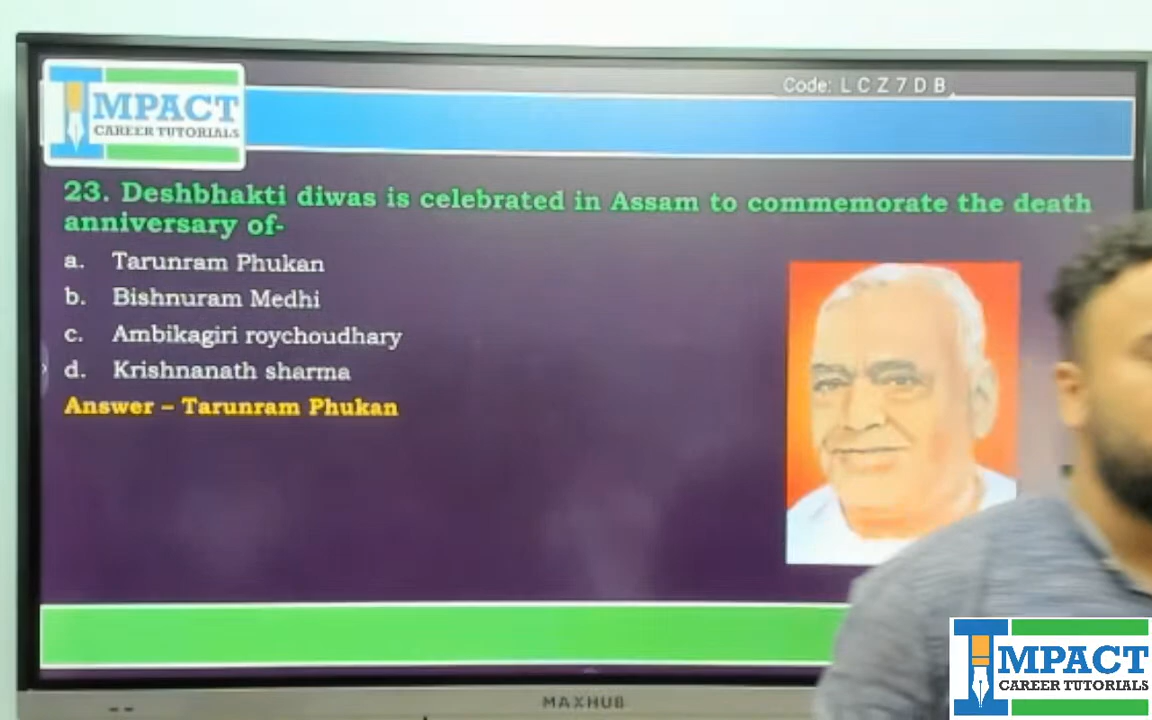 MPACT
CAREER TUTORIALS
Code: L C Z 7 D B
23. Deshbhakti diwas is celebrated in Assam to commemorate the death
anniversary of-
a. Tarunram Phukan
b. Bishnuram Medhi
c. Ambikagiri roychoudhary
d. Krishnanath sharma
Answer – Tarunram Phukan
MAXHUB
IMPACT
CAREER TUTORIALS